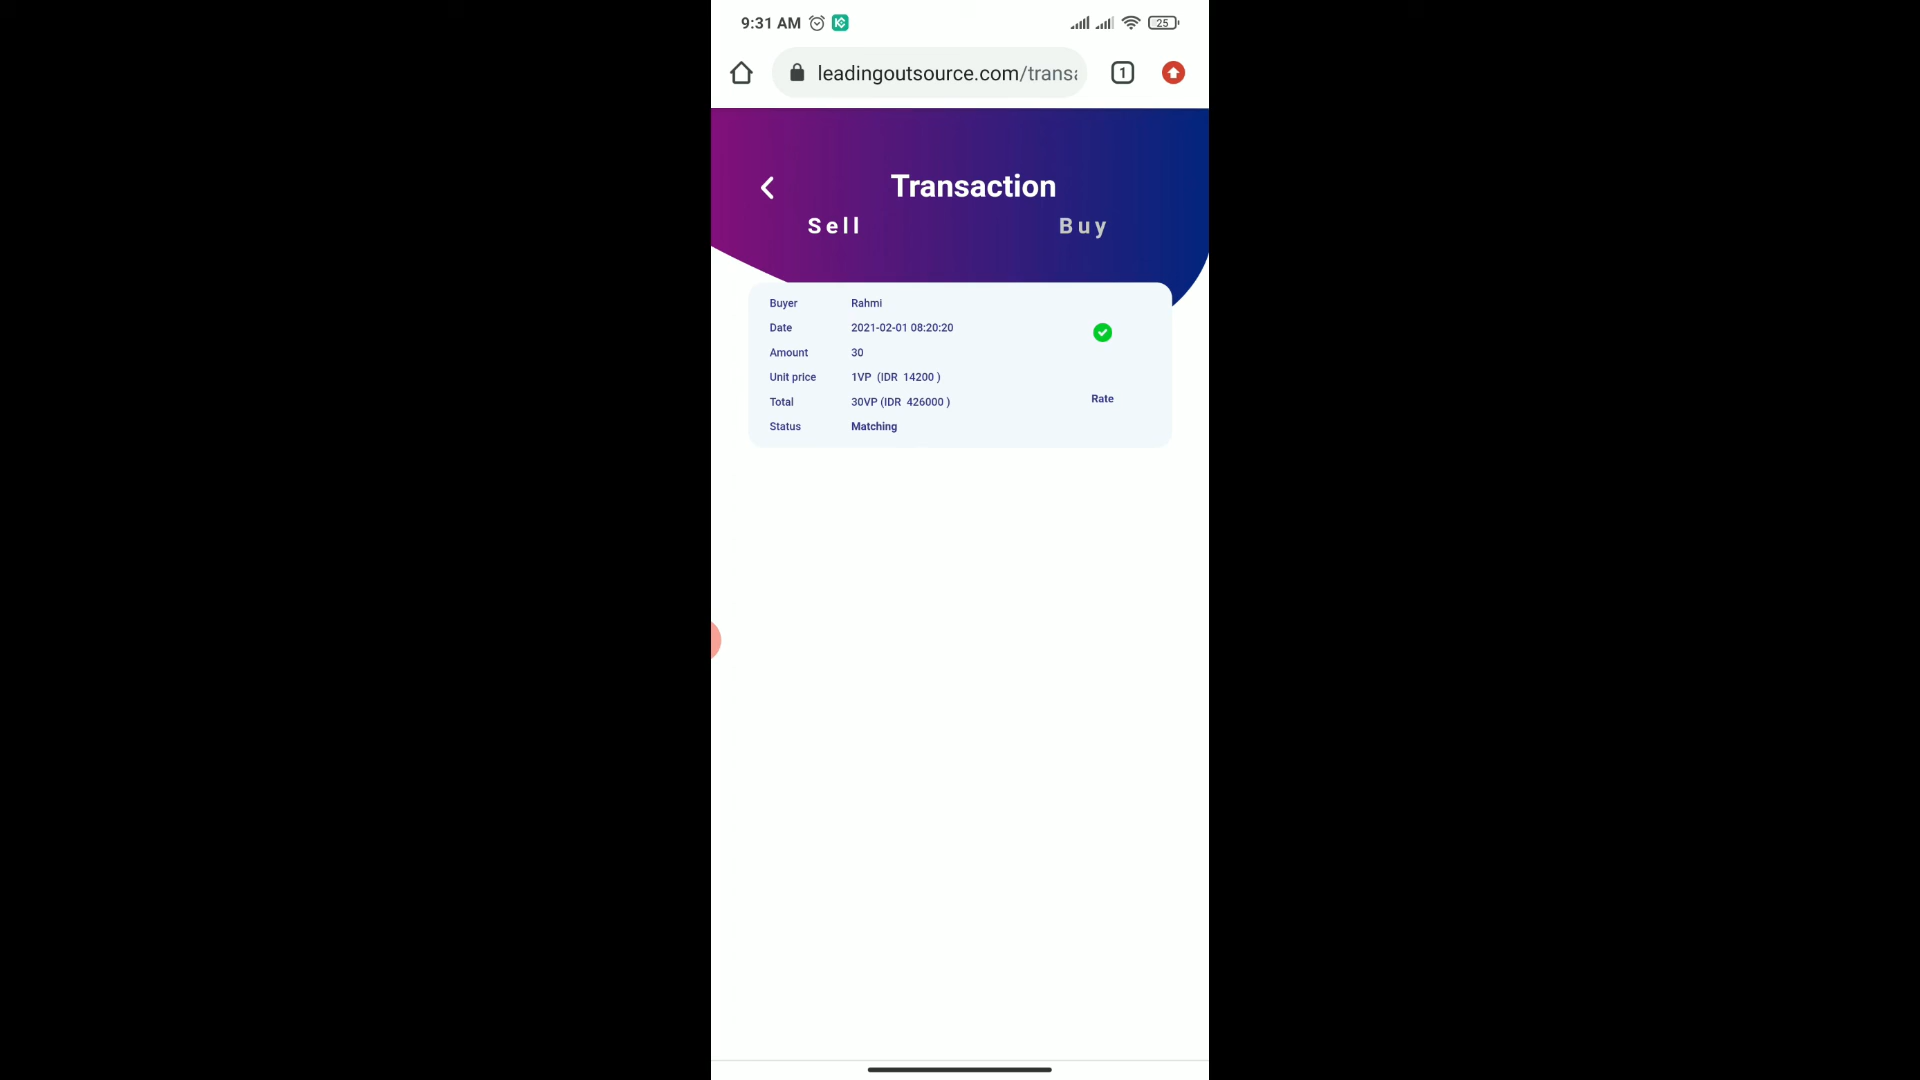 9:31 AM
25
leadingoutsource.com/transa
1
Transaction
Sell Buy
Buyer Rahmi
Date 2021-02-01 08:20:20
Amount 30
Unit price 1VP (IDR 14200 )
Total 30VP (IDR 426000 )
Rate
Status Matching